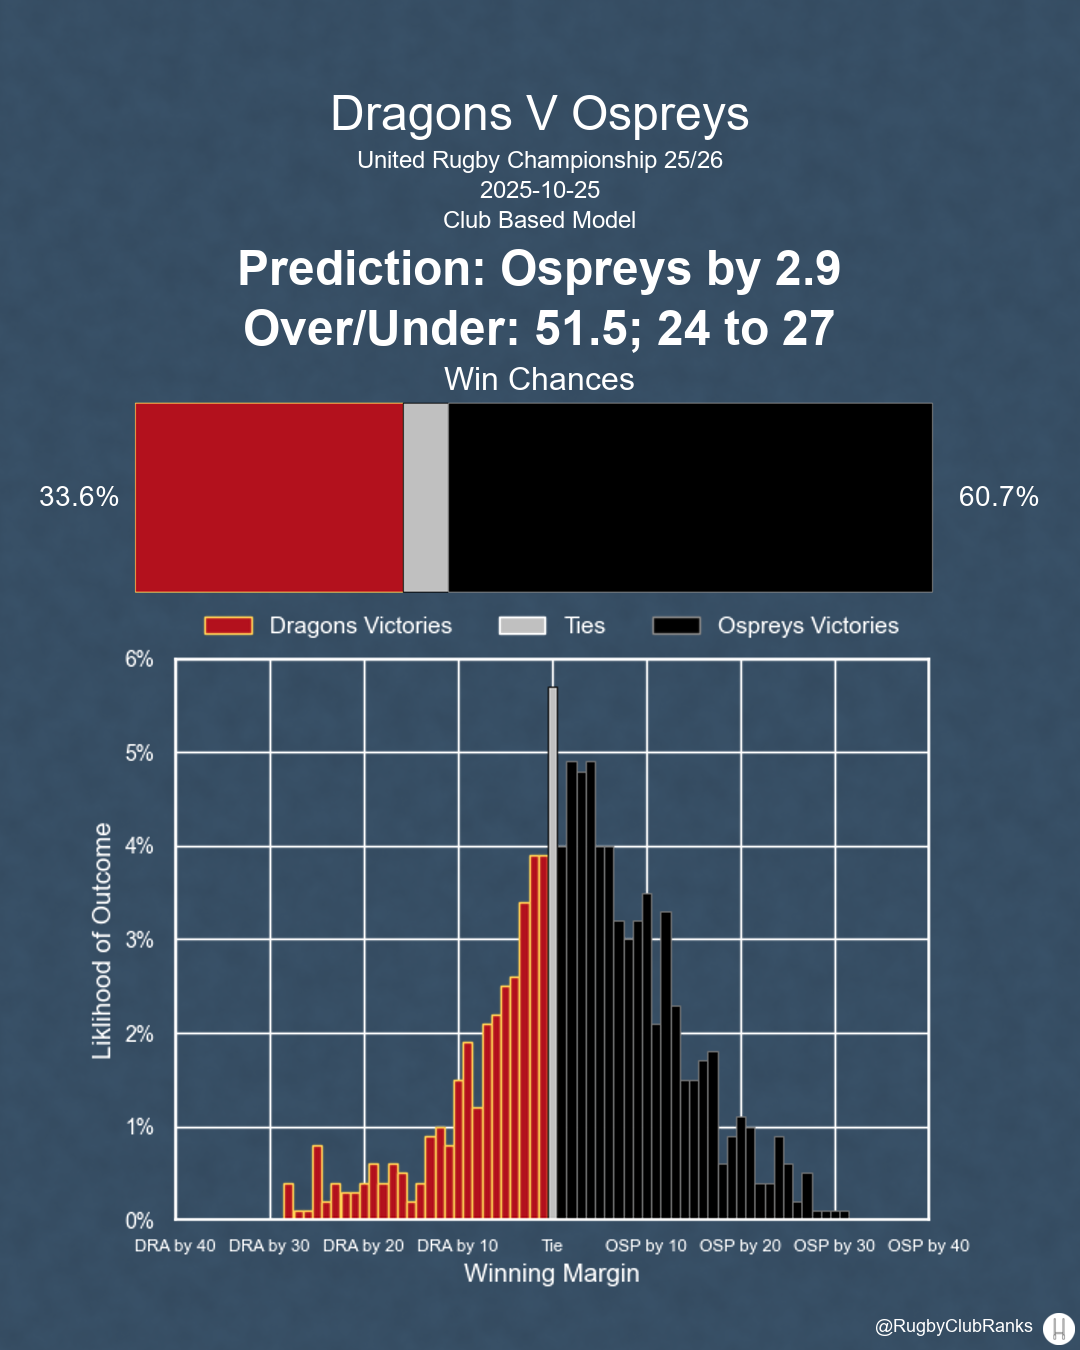 Dragons V Ospreys
United Rugby Championship 25/26
2025-10-25
Club Based Model
Prediction: Ospreys by 2.9
Over/Under: 51.5; 24 to 27
Win Chances
33.6%
60.7%
Dragons Victories
Ties
Ospreys Victories
6%
5%
4%
3%
2%
1%
0%
Liklihood of Outcome
DRA by 40 DRA by 30 DRA by 20 DRA by 10 Tie OSP by 10 OSP by 20 OSP by 30 OSP by 40
Winning Margin
@RugbyClubRanks